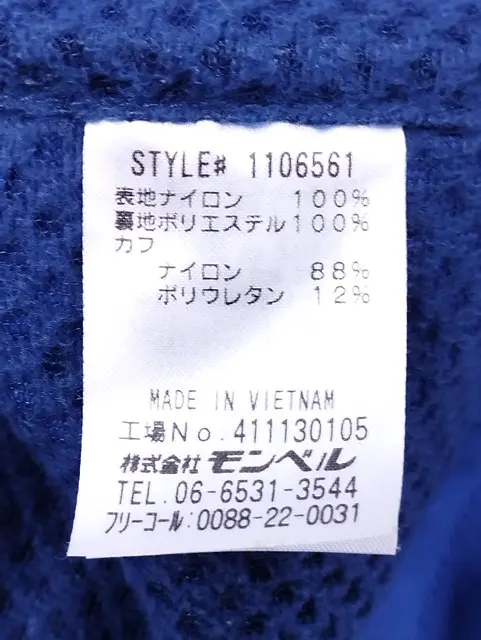 STYLE# 1106561
表地ナイロン 100%
裏地ポリエステル100%
カフ
ナイロン 88%
ポリウレタン 12%
MADE IN VIETNAM
工場No.411130105
株式会社 モンベル
TEL.06-6531-3544
フリーコール:0088-22-0031